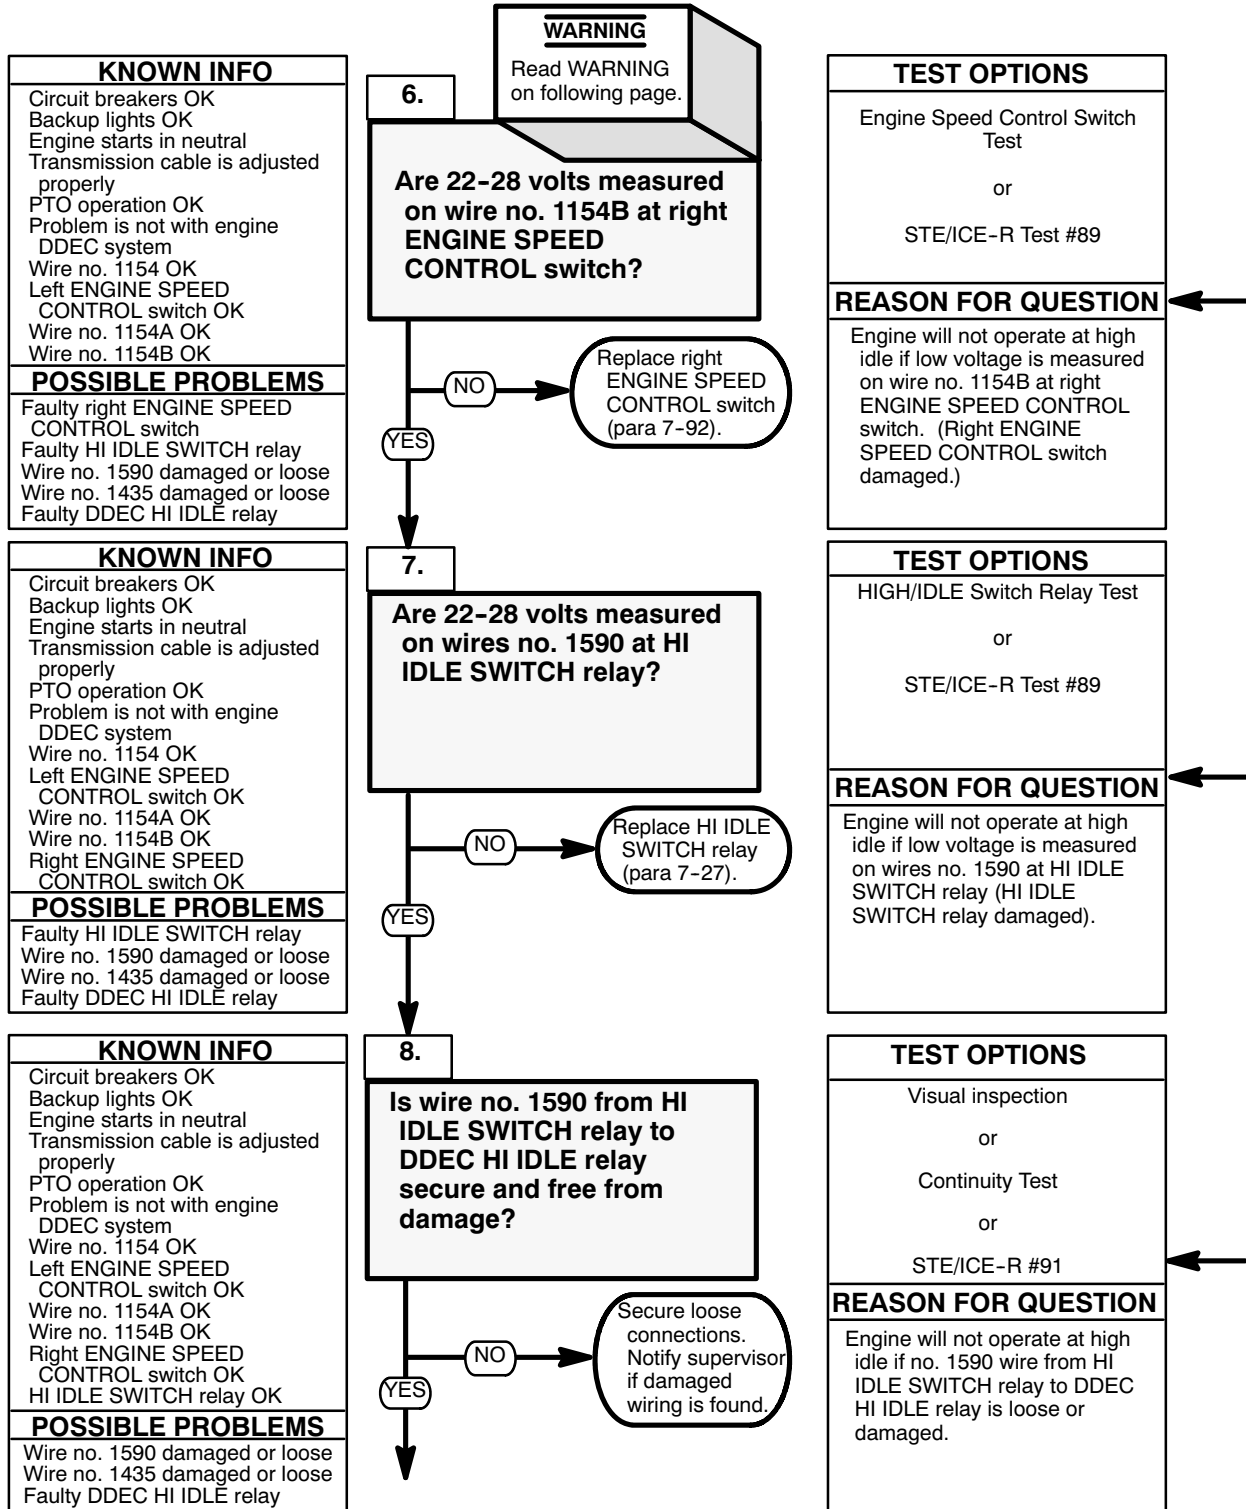 WARNING
Read WARNING
on following page.
KNOWN INFO
Circuit breakers OK
Backup lights OK
Engine starts in neutral
Transmission cable is adjusted
properly
PTO operation OK
Problem is not with engine
DDEC system
Wire no. 1154 OK
Left ENGINE SPEED
CONTROL switch OK
Wire no. 1154A OK
Wire no. 1154B OK
POSSIBLE PROBLEMS
Faulty right ENGINE SPEED
CONTROL switch
Faulty HI IDLE SWITCH relay
Wire no. 1590 damaged or loose
Wire no. 1435 damaged or loose
Faulty DDEC HI IDLE relay
6.
Are 22-28 volts measured
on wire no. 1154B at right
ENGINE SPEED
CONTROL switch?
NO
Replace right
ENGINE SPEED
CONTROL switch
(para 7-92).
YES
TEST OPTIONS
Engine Speed Control Switch
Test
or
STE/ICE-R Test #89
REASON FOR QUESTION
Engine will not operate at high
idle if low voltage is measured
on wire no. 1154B at right
ENGINE SPEED CONTROL
switch. (Right ENGINE
SPEED CONTROL switch
damaged.)
KNOWN INFO
Circuit breakers OK
Backup lights OK
Engine starts in neutral
Transmission cable is adjusted
properly
PTO operation OK
Problem is not with engine
DDEC system
Wire no. 1154 OK
Left ENGINE SPEED
CONTROL switch OK
Wire no. 1154A OK
Wire no. 1154B OK
Right ENGINE SPEED
CONTROL switch OK
POSSIBLE PROBLEMS
Faulty HI IDLE SWITCH relay
Wire no. 1590 damaged or loose
Wire no. 1435 damaged or loose
Faulty DDEC HI IDLE relay
7.
Are 22-28 volts measured
on wires no. 1590 at HI
IDLE SWITCH relay?
NO
Replace HI IDLE
SWITCH relay
(para 7-27).
YES
TEST OPTIONS
HIGH/IDLE Switch Relay Test
or
STE/ICE-R Test #89
REASON FOR QUESTION
Engine will not operate at high
idle if low voltage is measured
on wires no. 1590 at HI IDLE
SWITCH relay (HI IDLE
SWITCH relay damaged).
KNOWN INFO
Circuit breakers OK
Backup lights OK
Engine starts in neutral
Transmission cable is adjusted
properly
PTO operation OK
Problem is not with engine
DDEC system
Wire no. 1154 OK
Left ENGINE SPEED
CONTROL switch OK
Wire no. 1154A OK
Wire no. 1154B OK
Right ENGINE SPEED
CONTROL switch OK
HI IDLE SWITCH relay OK
POSSIBLE PROBLEMS
Wire no. 1590 damaged or loose
Wire no. 1435 damaged or loose
Faulty DDEC HI IDLE relay
8.
Is wire no. 1590 from HI
IDLE SWITCH relay to
DDEC HI IDLE relay
secure and free from
damage?
NO
Secure loose
connections.
Notify supervisor
if damaged
wiring is found.
YES
TEST OPTIONS
Visual inspection
or
Continuity Test
or
STE/ICE-R #91
REASON FOR QUESTION
Engine will not operate at high
idle if no. 1590 wire from HI
IDLE SWITCH relay to DDEC
HI IDLE relay is loose or
damaged.